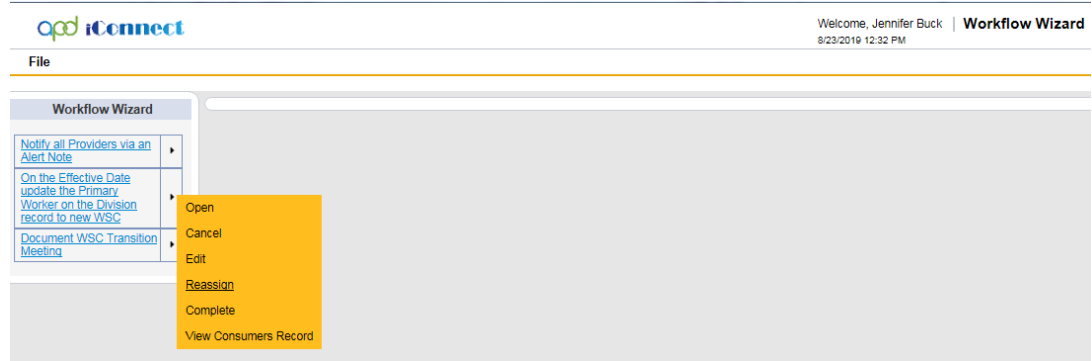 apd iConnect
Welcome, Jennifer Buck | Workflow Wizard
8/23/2019 12:32 PM
File
Workflow Wizard
Notify all Providers via an
Alert Note
On the Effective Date
update the Primary
Worker on the Division
record to new WSC
Document WSC Transition
Meeting
Open
Cancel
Edit
Reassign
Complete
View Consumers Record